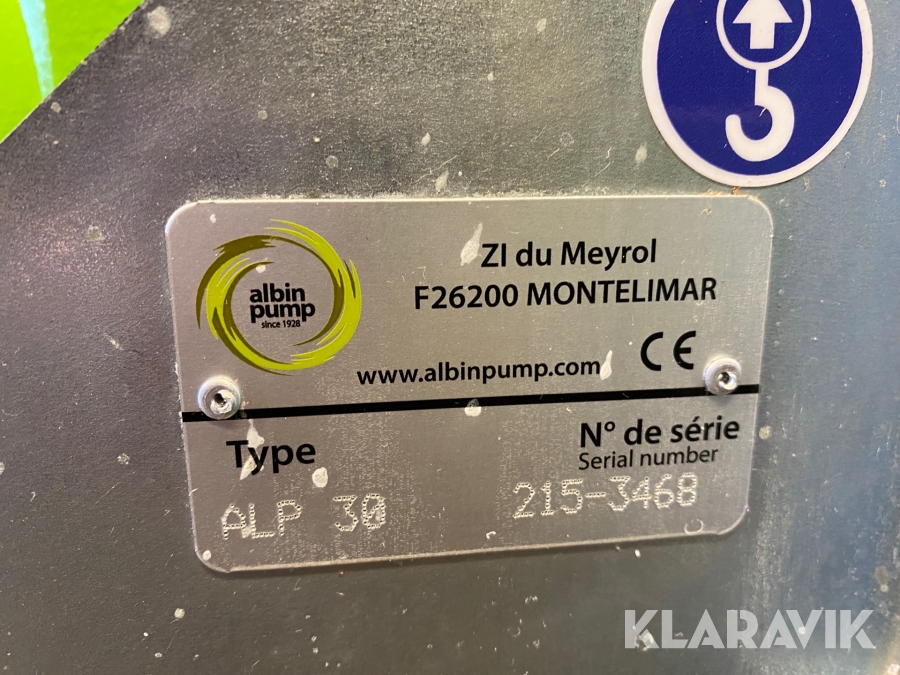 albin
pump
since 1928
ZI du Meyrol
F26200 MONTELIMAR
www.albinpump.com
CE
Type
N° de série
Serial number
ALP 30
215-3468
KLARAVIK